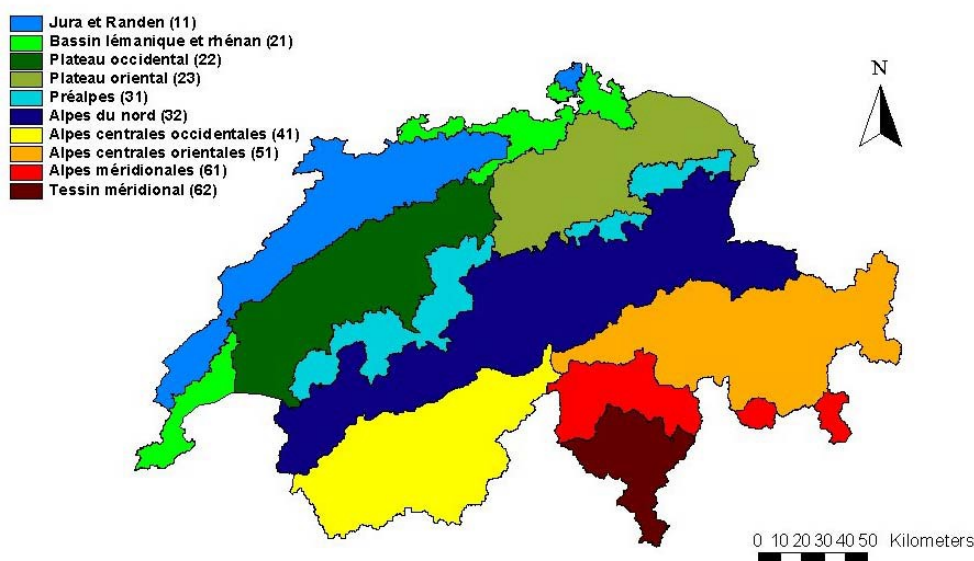 Jura et Randen (11)
Bassin lémanique et rhénan (21)
Plateau occidental (22)
Plateau oriental (23)
Préalpes (31)
Alpes du nord (32)
Alpes centrales occidentales (41)
Alpes centrales orientales (51)
Alpes méridionales (61)
Tessin méridional (62)
N
0 10 20 30 40 50 Kilometers